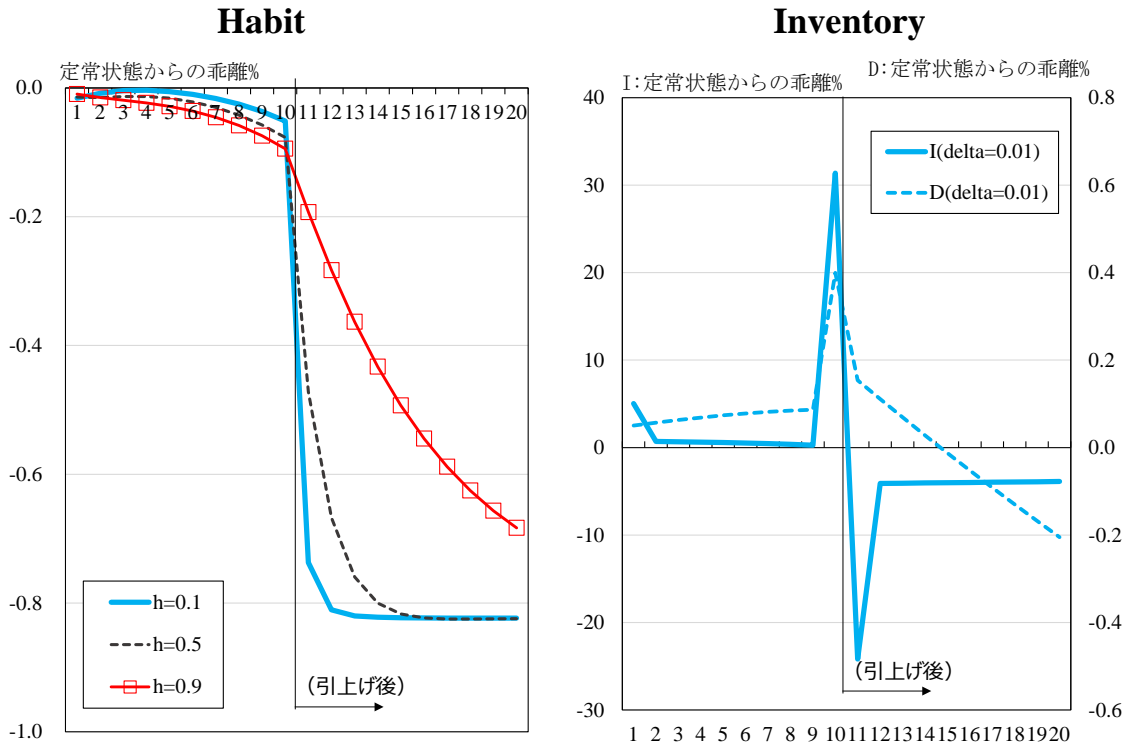 Habit
定常状態からの乖離%
0.0
1 2 3 4 5 6 7 8 9 10 11 12 13 14 15 16 17 18 19 20
-0.2
-0.4
-0.6
-0.8
-1.0
h=0.1
h=0.5
h=0.9
(引上げ後)
Inventory
I:定常状態からの乖離%
D:定常状態からの乖離%
40
30
20
10
0
-10
-20
-30
0.8
0.6
0.4
0.2
0.0
-0.2
-0.4
-0.6
I(delta=0.01)
D(delta=0.01)
(引上げ後)
1 2 3 4 5 6 7 8 9 10 11 12 13 14 15 16 17 18 19 20